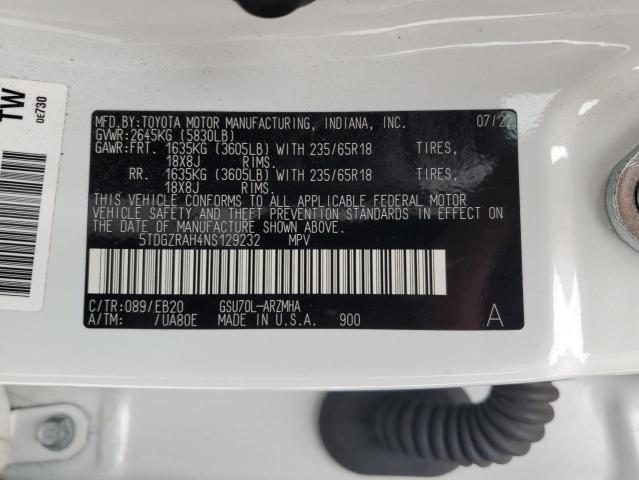 TW
0E730
MFD.BY:TOYOTA MOTOR MANUFACTURING, INDIANA, INC. 07/22
GVWR:2645KG (5830LB)
GAWR:FRT. 1635KG (3605LB) WITH 235/65R18 TIRES,
18X8J RIMS.
RR. 1635KG (3605LB) WITH 235/65R18 TIRES,
18X8J RIMS.
THIS VEHICLE CONFORMS TO ALL APPLICABLE FEDERAL MOTOR
VEHICLE SAFETY AND THEFT PREVENTION STANDARDS IN EFFECT ON
THE DATE OF MANUFACTURE SHOWN ABOVE.
5TDGZRAH4NS129232 MPV
C/TR:089/EB20 GSU70L-ARZMHA
A/TM: /UA80E MADE IN U.S.A. 900 A